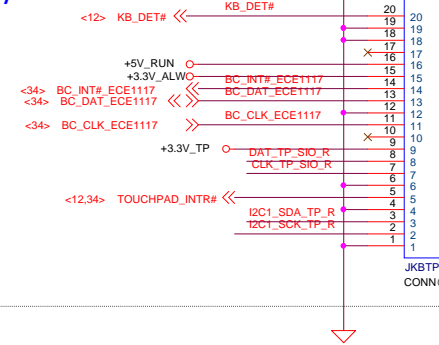 KB_DET#
<12> KB_DET#
20 20
19 19
18 18
17 17
+5V_RUN 16 16
+3.3V_ALW 15 15
<34> BC_INT#_ECE1117 BC_INT#_ECE1117 14 14
<34> BC_DAT_ECE1117 BC_DAT_ECE1117 13 13
12 12
<34> BC_CLK_ECE1117 BC_CLK_ECE1117 11 11
10 10
+3.3V_TP 9 9
DAT_TP_SIO_R 8 8
CLK_TP_SIO_R 7 7
6 6
<12,34> TOUCHPAD_INTR# 5 5
4 4
I2C1_SDA_TP_R 3 3
I2C1_SCK_TP_R 2 2
1 1
JKBTP
CONN